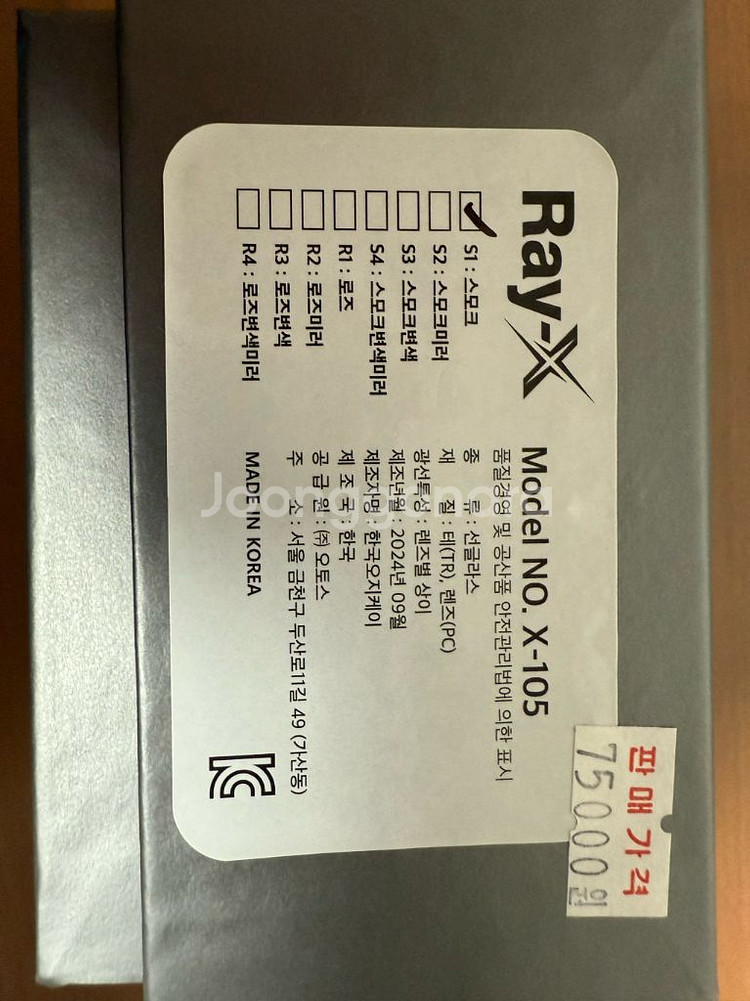 Ray-X
S1 : 스모크
S2 : 스모크미러
S3 : 스모크변색
S4 : 스모크변색미러
R1 : 로즈
R2 : 로즈미러
R3 : 로즈변색
R4 : 로즈변색미러
Model NO. X-105
품질경영 및 공산품 안전관리법에 의한 표시
종 류 : 선글라스
재 질 : 테(TR), 렌즈(PC)
광선특성 : 렌즈별 상이
제조년월 : 2024년 09월
제조자명 : 한국오지케이
제 조 국 : 한국
공 급 원 : ㈜오토스
주 소 : 서울 금천구 두산로11길 49 (가산동)
MADE IN KOREA
KC
판매가격
75000원
Joonggonara